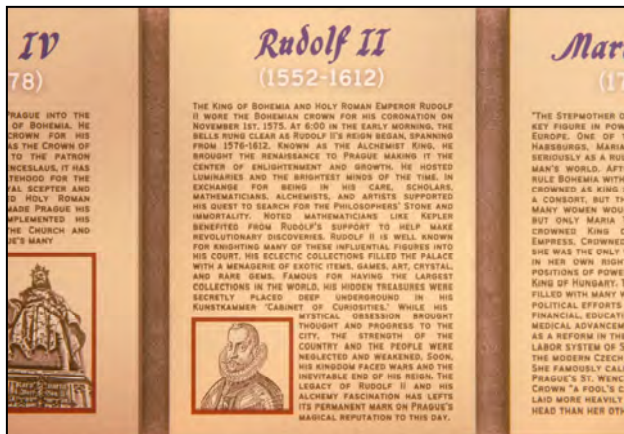 IV
78)
PRAGUE INTO THE
OF BOHEMIA. HE
CROWN FOR HIS
AS THE CROWN OF
TO THE PATRON
NCESLAUS, IT HAS
TEHOOD FOR THE
YAL SCEPTER AND
D HOLY ROMAN
MADE PRAGUE HIS
MPLEMENTED HIS
THE CHURCH AND
UE'S MANY
Rudolf II
(1552-1612)
THE KING OF BOHEMIA AND HOLY ROMAN EMPEROR RUDOLF
II WORE THE BOHEMIAN CROWN FOR HIS CORONATION ON
NOVEMBER 1ST, 1575. AT 6:00 IN THE EARLY MORNING, THE
BELLS RUNG CLEAR AS RUDOLF II'S REIGN BEGAN, SPANNING
FROM 1576-1612. KNOWN AS THE ALCHEMIST KING, HE
BROUGHT THE RENAISSANCE TO PRAGUE MAKING IT THE
CENTER OF ENLIGHTENMENT AND GROWTH. HE HOSTED
LUMINARIES AND THE BRIGHTEST MINDS OF THE TIME. IN
EXCHANGE FOR BEING IN HIS CARE, SCHOLARS,
MATHEMATICIANS, ALCHEMISTS, AND ARTISTS SUPPORTED
HIS QUEST TO SEARCH FOR THE PHILOSOPHERS' STONE AND
IMMORTALITY. NOTED MATHEMATICIANS LIKE KEPLER
BENEFITED FROM RUDOLF'S SUPPORT TO HELP MAKE
REVOLUTIONARY DISCOVERIES. RUDOLF II IS WELL KNOWN
FOR KNIGHTING MANY OF THESE INFLUENTIAL FIGURES INTO
HIS COURT. HIS ECLECTIC COLLECTIONS FILLED THE PALACE
WITH A MENAGERIE OF EXOTIC ITEMS, GAMES, ART, CRYSTAL,
AND RARE GEMS. FAMOUS FOR HAVING THE LARGEST
COLLECTIONS IN THE WORLD, HIS HIDDEN TREASURES WERE
SECRETLY PLACED DEEP UNDERGROUND IN HIS
KUNSTKAMMER 'CABINET OF CURIOSITIES.' WHILE HIS
MYSTICAL OBSESSION BROUGHT
THOUGHT AND PROGRESS TO THE
CITY, THE STRENGTH OF THE
COUNTRY AND THE PEOPLE WERE
NEGLECTED AND WEAKENED. SOON,
HIS KINGDOM FACED WARS AND THE
INEVITABLE END OF HIS REIGN. THE
LEGACY OF RUDOLF II AND HIS
ALCHEMY FASCINATION HAS LEFTS
ITS PERMANENT MARK ON PRAGUE'S
MAGICAL REPUTATION TO THIS DAY.
Mar
(17
"THE STEPMOTHER O
KEY FIGURE IN POW
EUROPE. ONE OF
HABSBURGS, MARIA
SERIOUSLY AS A RUL
MAN'S WORLD. AFT
RULE BOHEMIA WITH
CROWNED AS KING
A CONSORT, BUT TH
MANY WOMEN WOUL
BUT ONLY MARIA
CROWNED KING
EMPRESS. CROWNED
SHE WAS THE ONLY
IN HER OWN RIGH
POSITIONS OF POWE
KING OF HUNGARY. T
FILLED WITH MANY W
POLITICAL EFFORTS
FINANCIAL, EDUCATI
MEDICAL ADVANCEM
AS A REFORM IN THE
LABOR SYSTEM OF S
THE MODERN CZECH
SHE FAMOUSLY CALL
PRAGUE'S ST. WENC
CROWN "A FOOL'S C
LAID MORE HEAVILY
HEAD THAN HER OTH